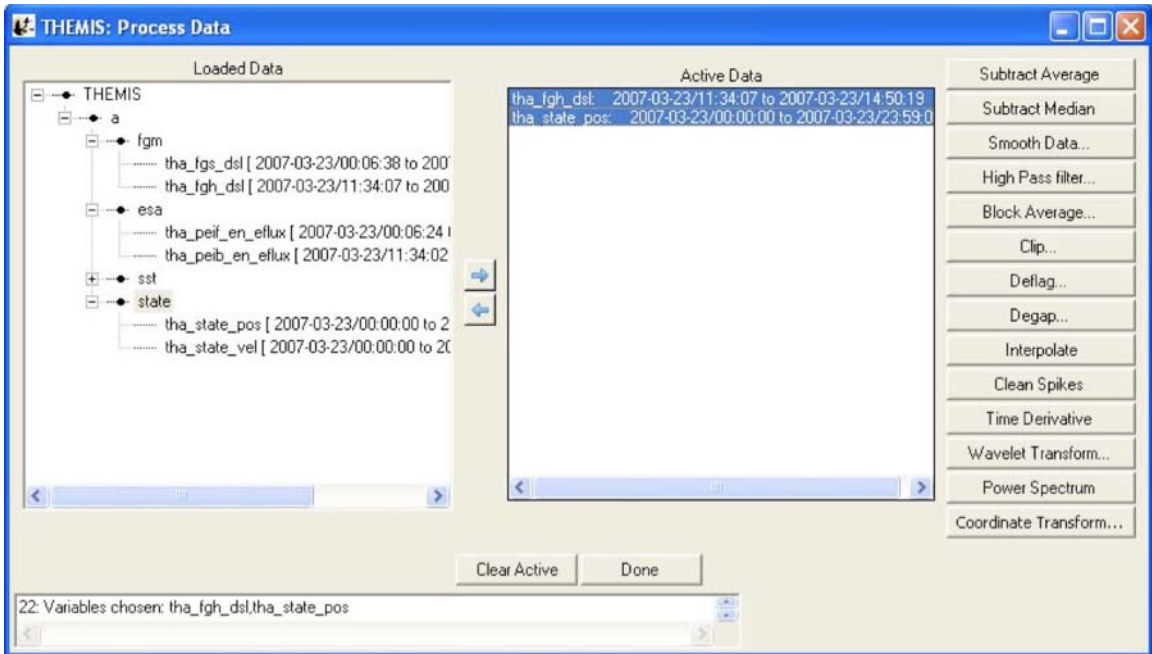 THEMIS: Process Data
Loaded Data
THEMIS
a
fgm
tha_fgs_dsl [ 2007-03-23/00:06:38 to 200
tha_fgh_dsl [ 2007-03-23/11:34:07 to 200
esa
tha_peif_en_eflux [ 2007-03-23/00:06:24
tha_peib_en_eflux [ 2007-03-23/11:34:02
sst
state
tha_state_pos [ 2007-03-23/00:00:00 to 2
tha_state_vel [ 2007-03-23/00:00:00 to 20
Active Data
tha_fgh_dsl: 2007-03-23/11:34:07 to 2007-03-23/14:50:19
tha_state_pos: 2007-03-23/00:00:00 to 2007-03-23/23:59:0
Subtract Average
Subtract Median
Smooth Data...
High Pass filter...
Block Average...
Clip...
Deflag...
Degap...
Interpolate
Clean Spikes
Time Derivative
Wavelet Transform...
Power Spectrum
Coordinate Transform...
Clear Active
Done
22: Variables chosen: tha_fgh_dsl,tha_state_pos